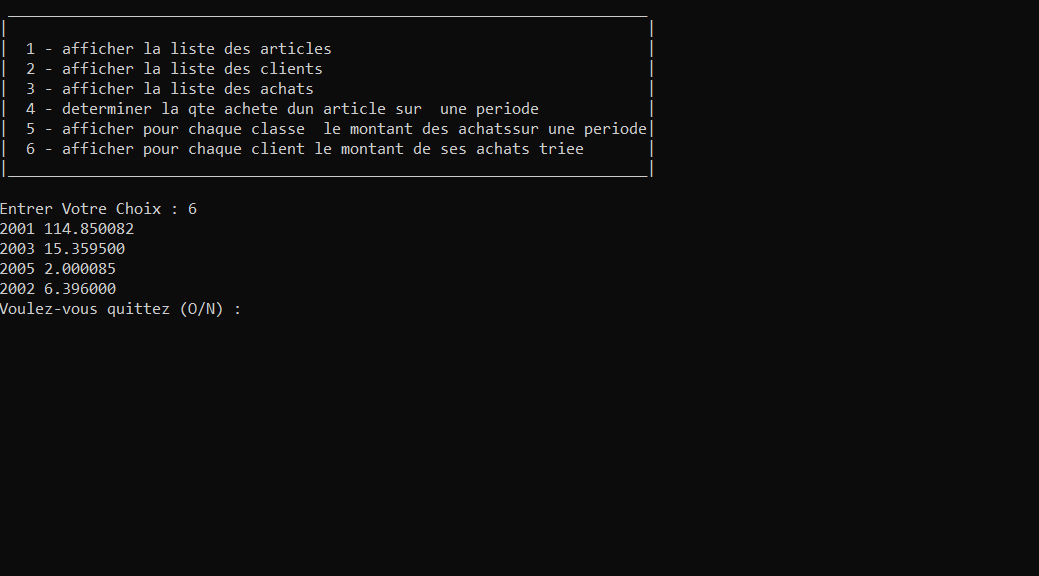 1 - afficher la liste des articles
2 - afficher la liste des clients
3 - afficher la liste des achats
4 - determiner la qte achete dun article sur  une periode
5 - afficher pour chaque classe  le montant des achatssur une periode
6 - afficher pour chaque client le montant de ses achats triee
Entrer Votre Choix : 6
2001 114.850082
2003 15.359500
2005 2.000085
2002 6.396000
Voulez-vous quittez (O/N) :